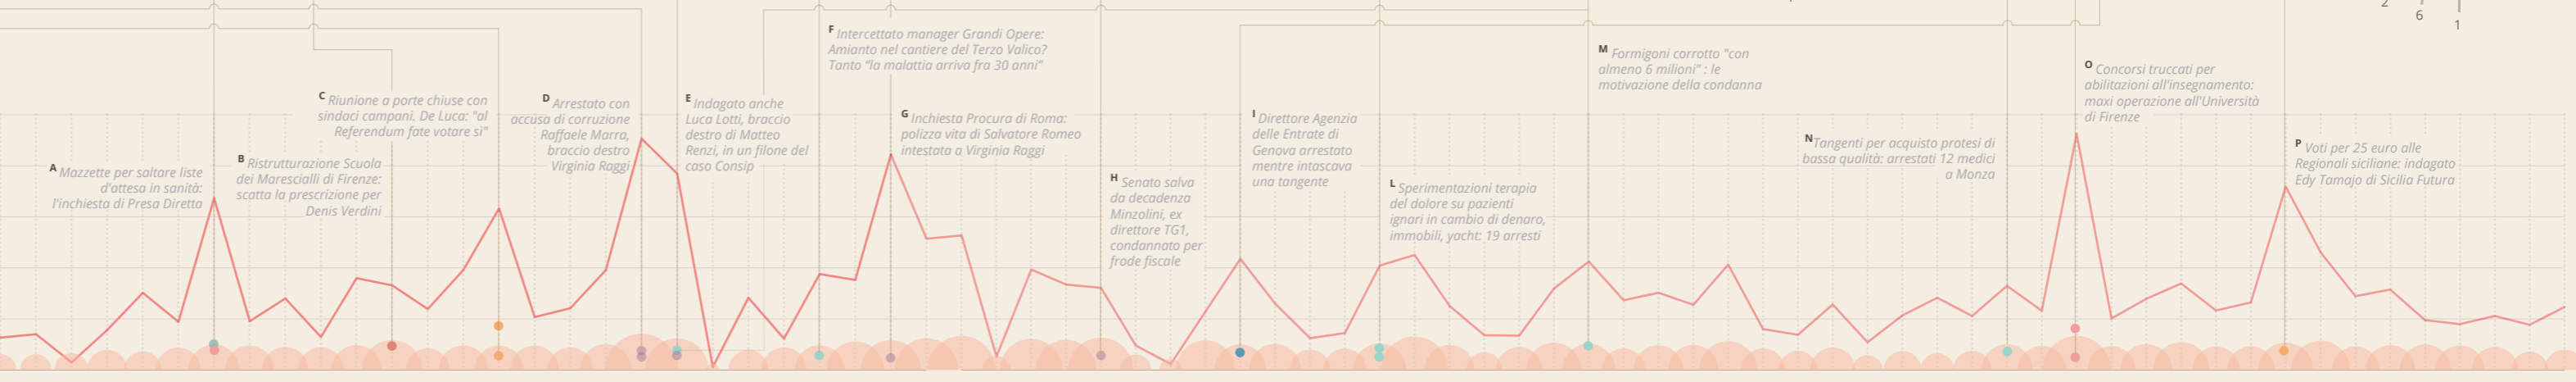 2
6
1
F Intercettato manager Grandi Opere:
Amianto nel cantiere del Terzo Valico?
Tanto “la malattia arriva fra 30 anni”
M Formigoni corrotto "con
almeno 6 milioni" : le
motivazione della condanna
O Concorsi truccati per
abilitazioni all'insegnamento:
maxi operazione all'Università
di Firenze
C Riunione a porte chiuse con
sindaci campani. De Luca: "al
Referendum fate votare sì"
D Arrestato con
accusa di corruzione
Raffaele Marra,
braccio destro
Virginia Raggi
E Indagato anche
Luca Lotti, braccio
destro di Matteo
Renzi, in un filone del
caso Consip
G Inchiesta Procura di Roma:
polizza vita di Salvatore Romeo
intestata a Virginia Raggi
I Direttore Agenzia
delle Entrate di
Genova arrestato
mentre intascava
una tangente
N Tangenti per acquisto protesi di
bassa qualità: arrestati 12 medici
a Monza
P Voti per 25 euro alle
Regionali siciliane: indagato
Edy Tamajo di Sicilia Futura
A Mazzette per saltare liste
d'attesa in sanità:
l'inchiesta di Presa Diretta
B Ristrutturazione Scuola
dei Marescialli di Firenze:
scatta la prescrizione per
Denis Verdini
H Senato salva
da decadenza
Minzolini, ex
direttore TG1,
condannato per
frode fiscale
L Sperimentazioni terapia
del dolore su pazienti
ignari in cambio di denaro,
immobili, yacht: 19 arresti